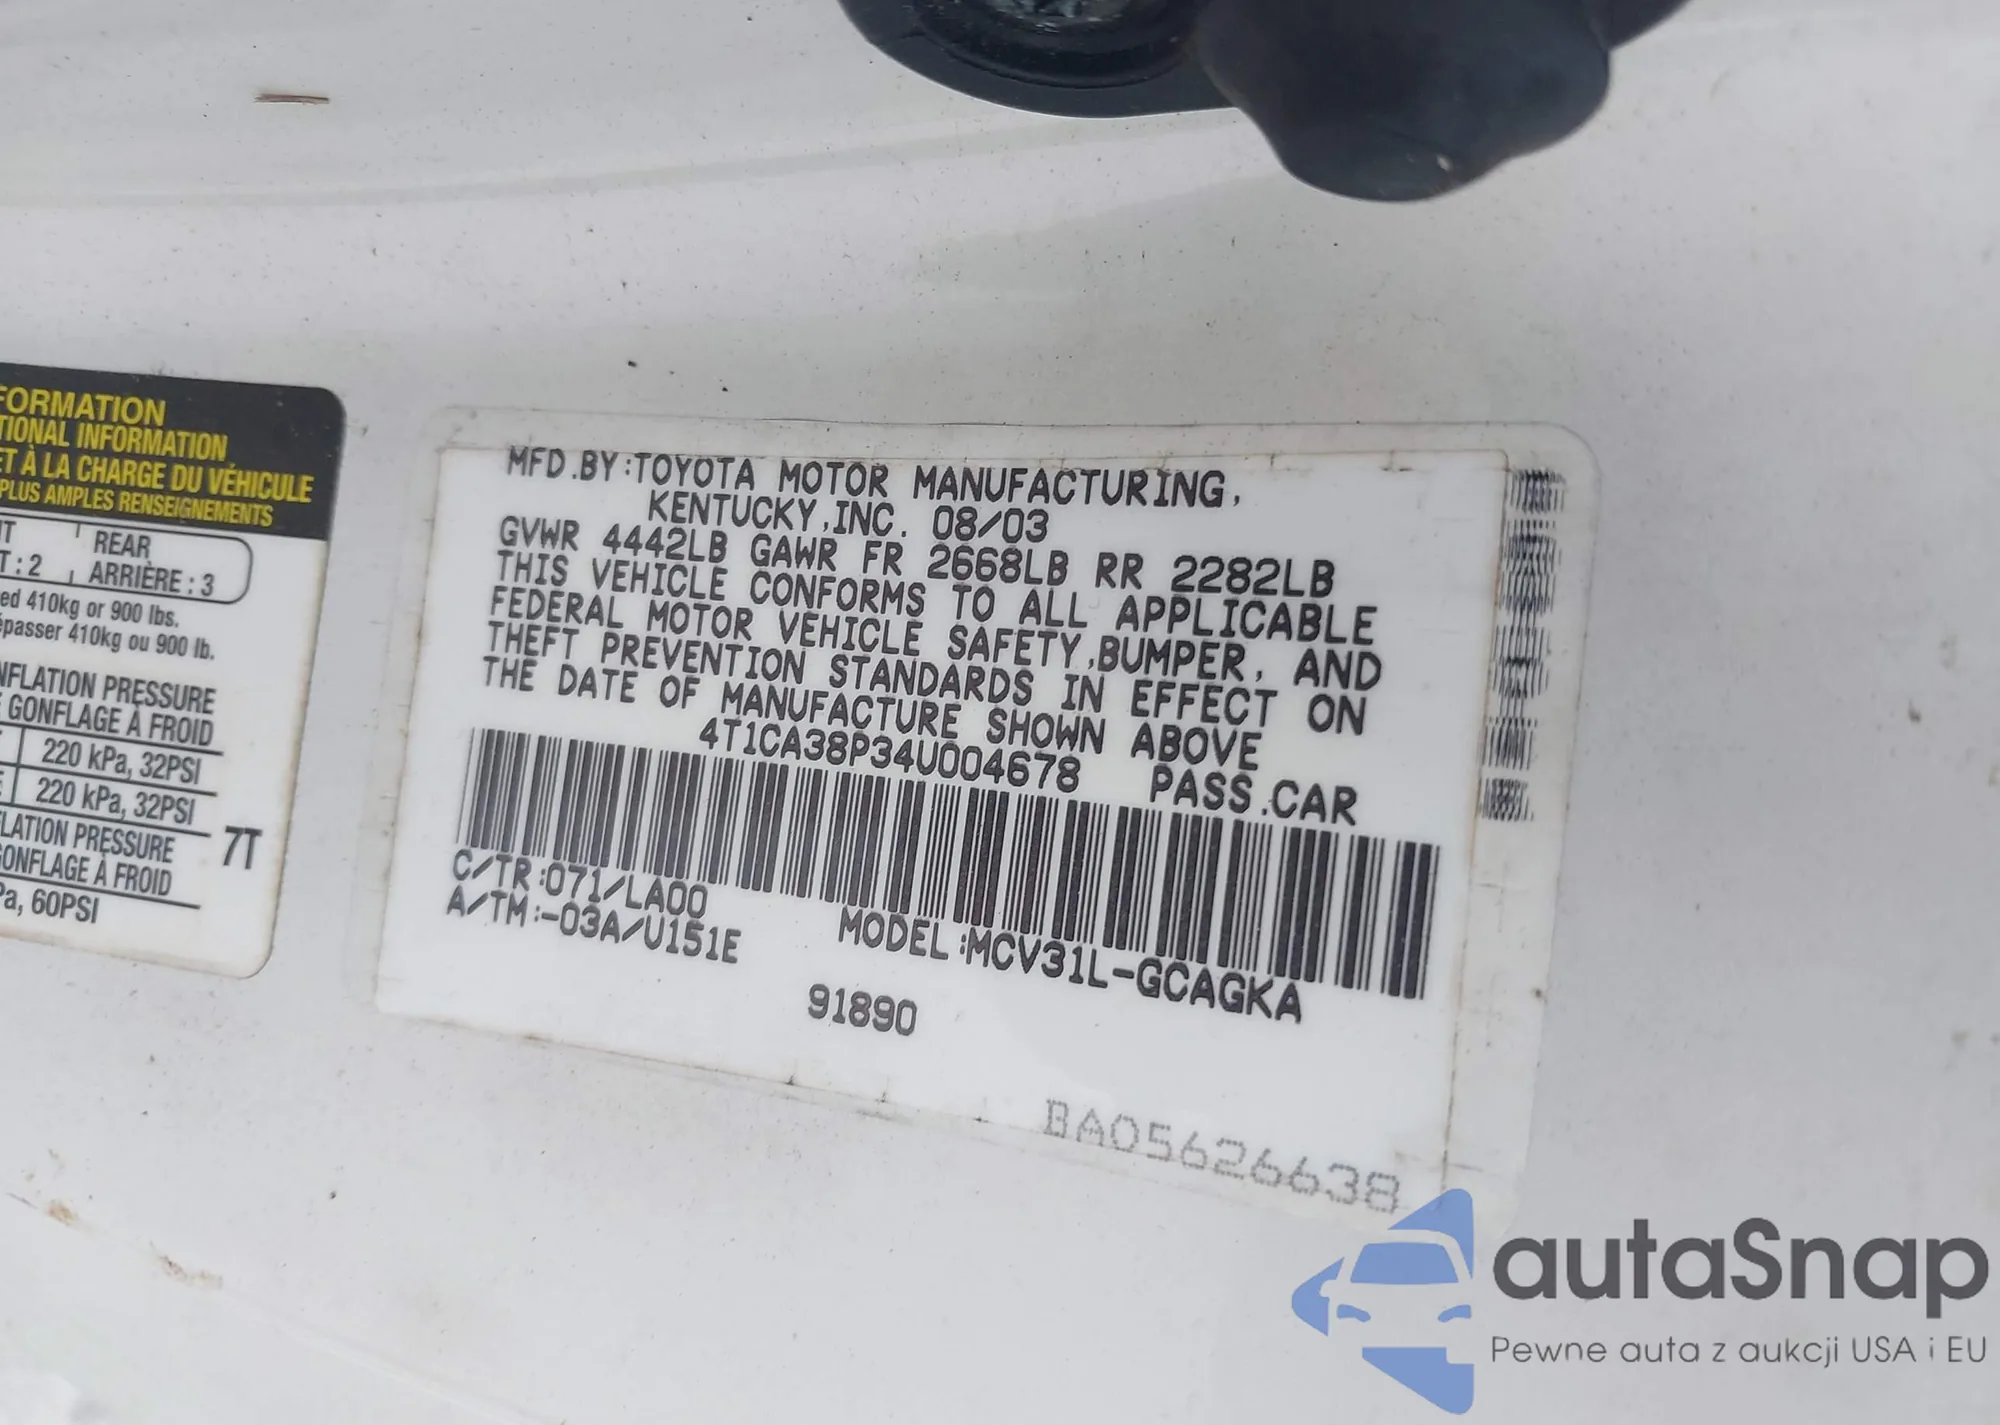 FORMATION
TIONAL INFORMATION
ET À LA CHARGE DU VÉHICULE
PLUS AMPLES RENSEIGNEMENTS
REAR
T : 2 ARRIÈRE : 3
ed 410kg or 900 lbs.
épasser 410kg ou 900 lb.
NFLATION PRESSURE
GONFLAGE À FROID
220 kPa, 32PSI
220 kPa, 32PSI
FLATION PRESSURE
GONFLAGE À FROID
Pa, 60PSI
7T
MFD.BY:TOYOTA MOTOR MANUFACTURING,
KENTUCKY,INC. 08/03
GVWR 4442LB GAWR FR 2668LB RR 2282LB
THIS VEHICLE CONFORMS TO ALL APPLICABLE
FEDERAL MOTOR VEHICLE SAFETY,BUMPER, AND
THEFT PREVENTION STANDARDS IN EFFECT ON
THE DATE OF MANUFACTURE SHOWN ABOVE
4T1CA38P34U004678 PASS.CAR
C/TR:071/LA00
A/TM:-03A/U151E MODEL:MCV31L-GCAGKA
91890
BA05626638
autaSnap
Pewne auta z aukcji USA i EU